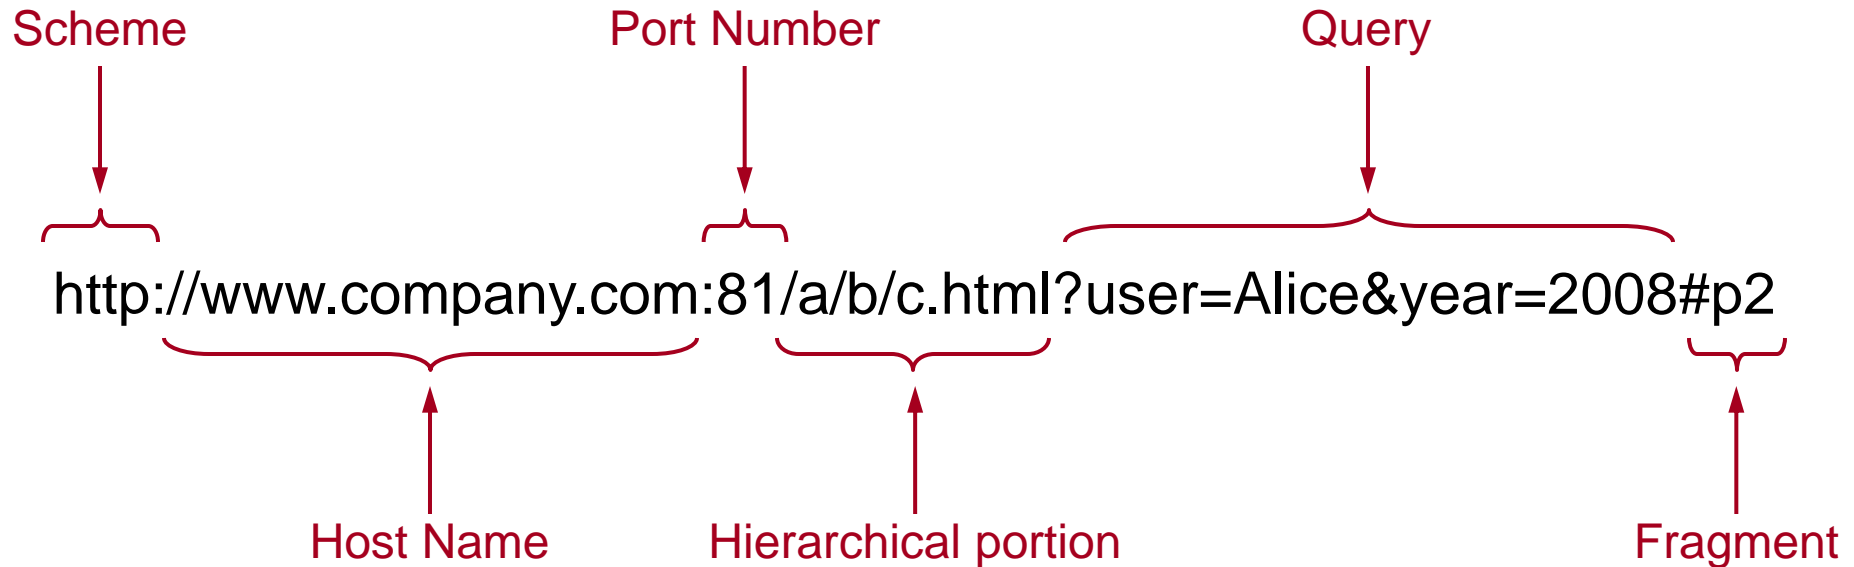 Scheme Port Number Query
http://www.company.com:81/a/b/c.html?user=Alice&year=2008#p2
Host Name Hierarchical portion Fragment